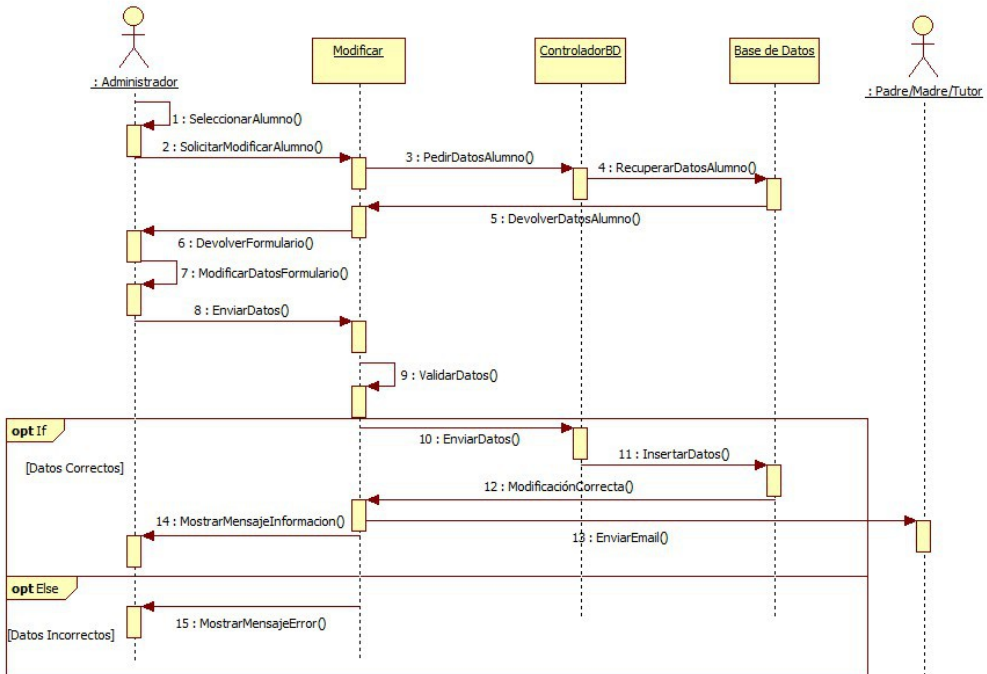 Modificar
ControladorBD
Base de Datos
: Administrador
: Padre/Madre/Tutor
1 : SeleccionarAlumno()
2 : SolicitarModificarAlumno()
3 : PedirDatosAlumno()
4 : RecuperarDatosAlumno()
5 : DevolverDatosAlumno()
6 : DevolverFormulario()
7 : ModificarDatosFormulario()
8 : EnviarDatos()
9 : ValidarDatos()
opt If
10 : EnviarDatos()
[Datos Correctos]
11 : InsertarDatos()
12 : ModificaciónCorrecta()
14 : MostrarMensajeInformacion()
13 : EnviarEmail()
opt Else
15 : MostrarMensajeError()
[Datos Incorrectos]